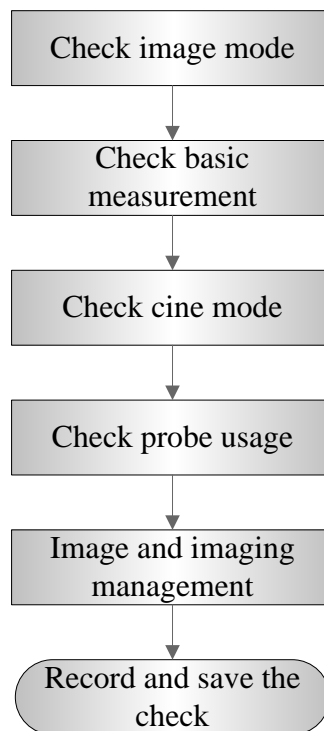 Check image mode
Check basic
measurement
Check cine mode
Check probe usage
Image and imaging
management
Record and save the
check